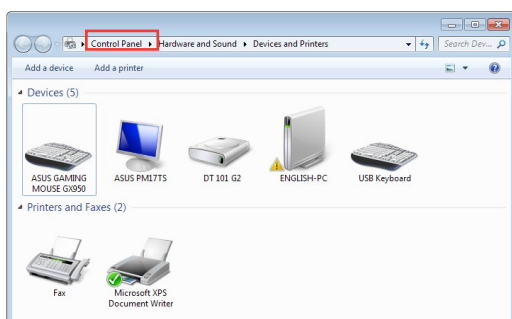 Control Panel ▸ Hardware and Sound ▸ Devices and Printers
Search Dev...
Add a device Add a printer
Devices (5)
ASUS GAMING MOUSE GX950
ASUS PM17TS
DT 101 G2
ENGLISH-PC
USB Keyboard
Printers and Faxes (2)
Fax
Microsoft XPS Document Writer